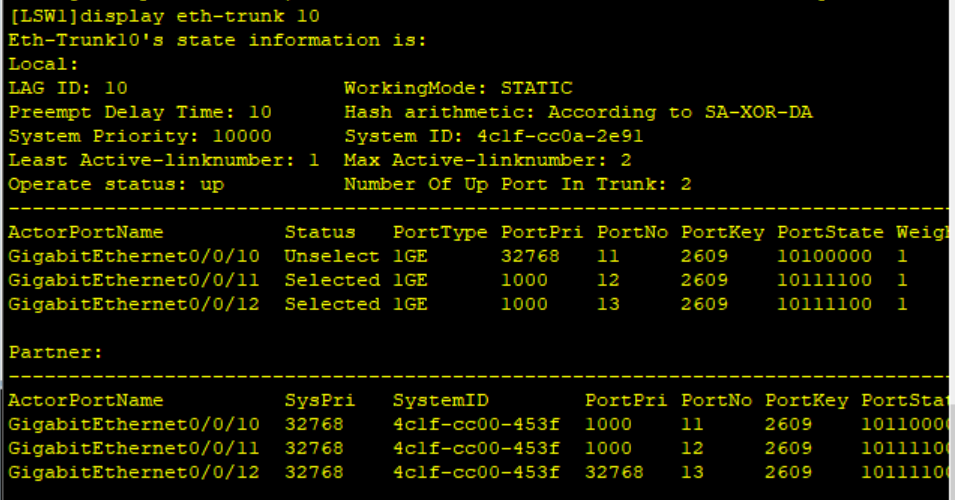 [LSW1]display eth-trunk 10
Eth-Trunk10's state information is:
Local:
LAG ID: 10 WorkingMode: STATIC
Preempt Delay Time: 10 Hash arithmetic: According to SA-XOR-DA
System Priority: 10000 System ID: 4c1f-cc0a-2e91
Least Active-linknumber: 1 Max Active-linknumber: 2
Operate status: up Number Of Up Port In Trunk: 2
--------------------------------------------------------------------------------
ActorPortName Status PortType PortPri PortNo PortKey PortState Weigh
GigabitEthernet0/0/10 Unselect 1GE 32768 11 2609 10100000 1
GigabitEthernet0/0/11 Selected 1GE 1000 12 2609 10111100 1
GigabitEthernet0/0/12 Selected 1GE 1000 13 2609 10111100 1
Partner:
--------------------------------------------------------------------------------
ActorPortName SysPri SystemID PortPri PortNo PortKey PortStat
GigabitEthernet0/0/10 32768 4c1f-cc00-453f 1000 11 2609 1011000
GigabitEthernet0/0/11 32768 4c1f-cc00-453f 1000 12 2609 1011110
GigabitEthernet0/0/12 32768 4c1f-cc00-453f 32768 13 2609 1011110